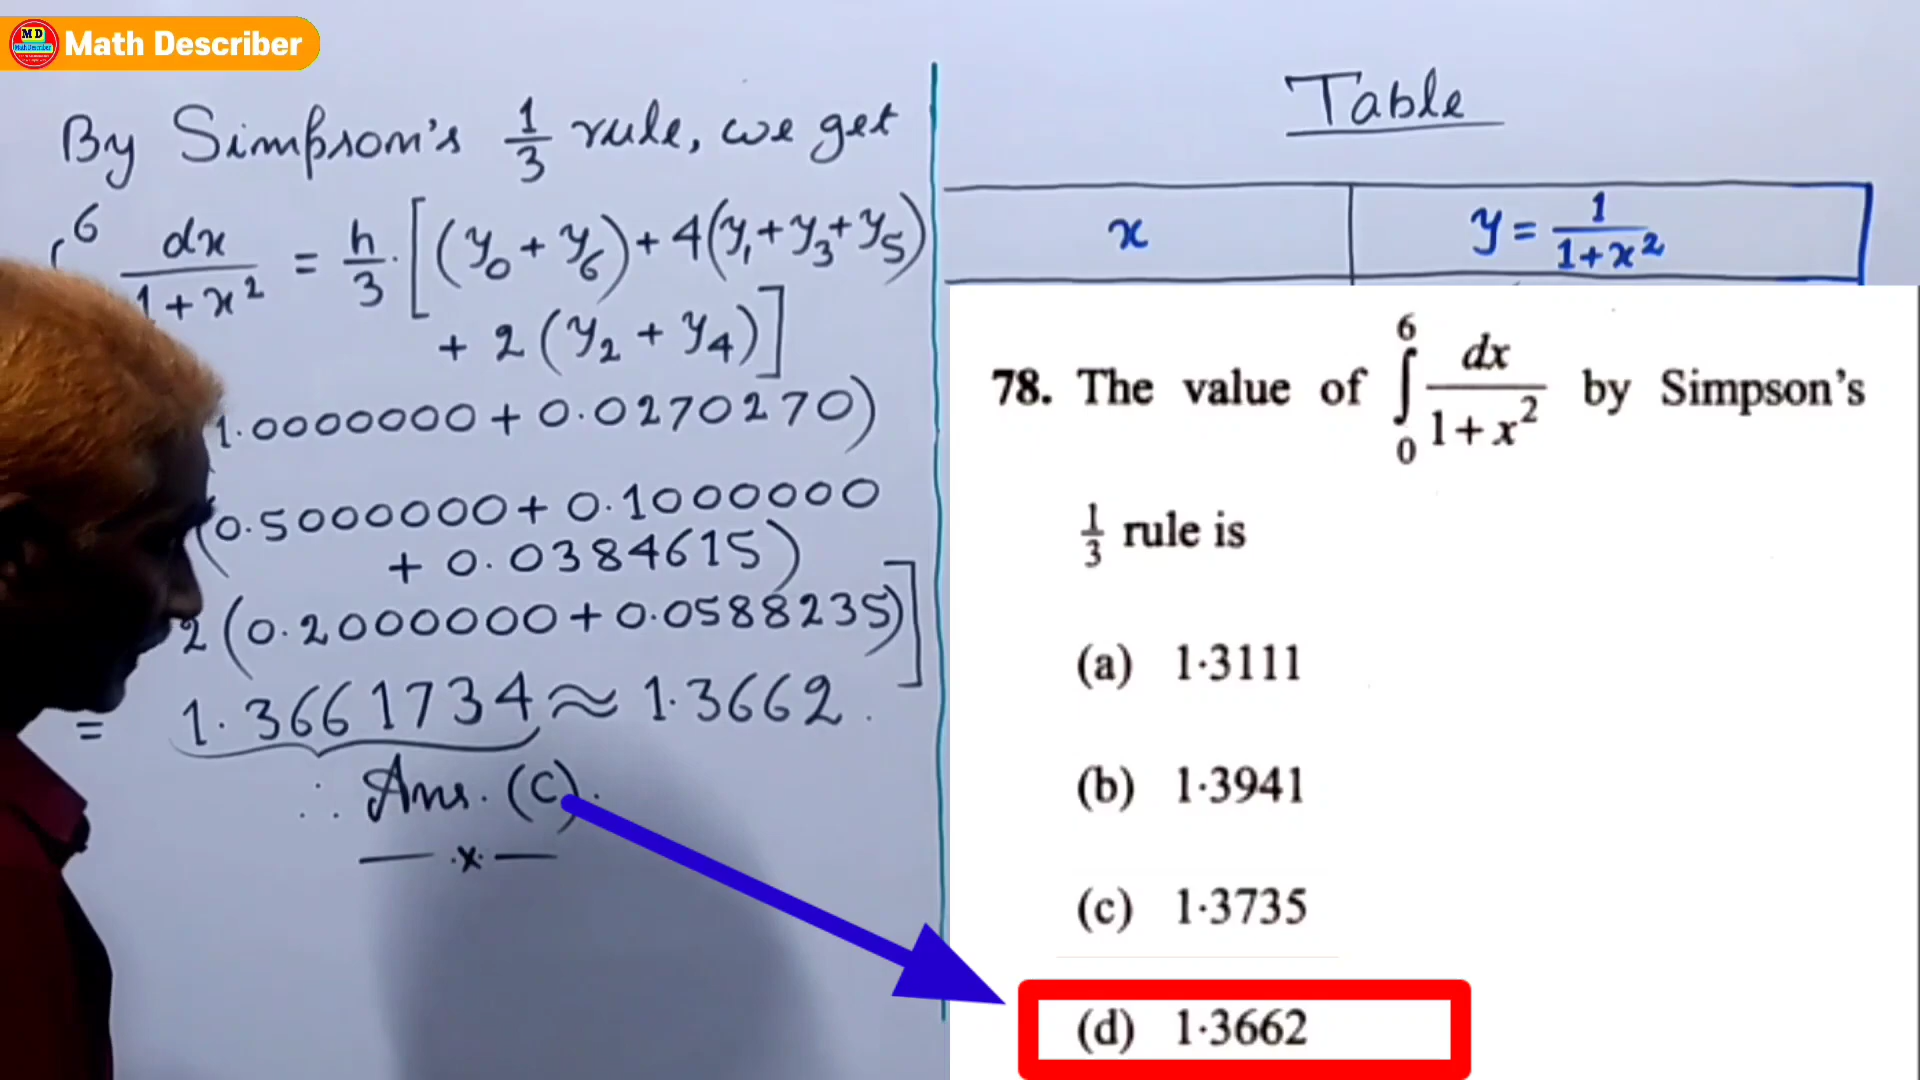 MD
Math Describer
By Simpson's 1/3 rule, we get
6 dx/1+x² = h/3·[(y₀+y₆)+4(y₁+y₃+y₅)
+2(y₂+y₄)]
1.0000000+0.0270270)
(0.5000000+0.1000000
+0.0384615)
2(0.2000000+0.0588235)]
= 1.3661734≈1.3662.
∴ Ans. (C).
—·x·—
Table
x y=1/1+x²
78. The value of ∫₀⁶ dx/1+x² by Simpson's
1/3 rule is
(a) 1·3111
(b) 1·3941
(c) 1·3735
(d) 1·3662